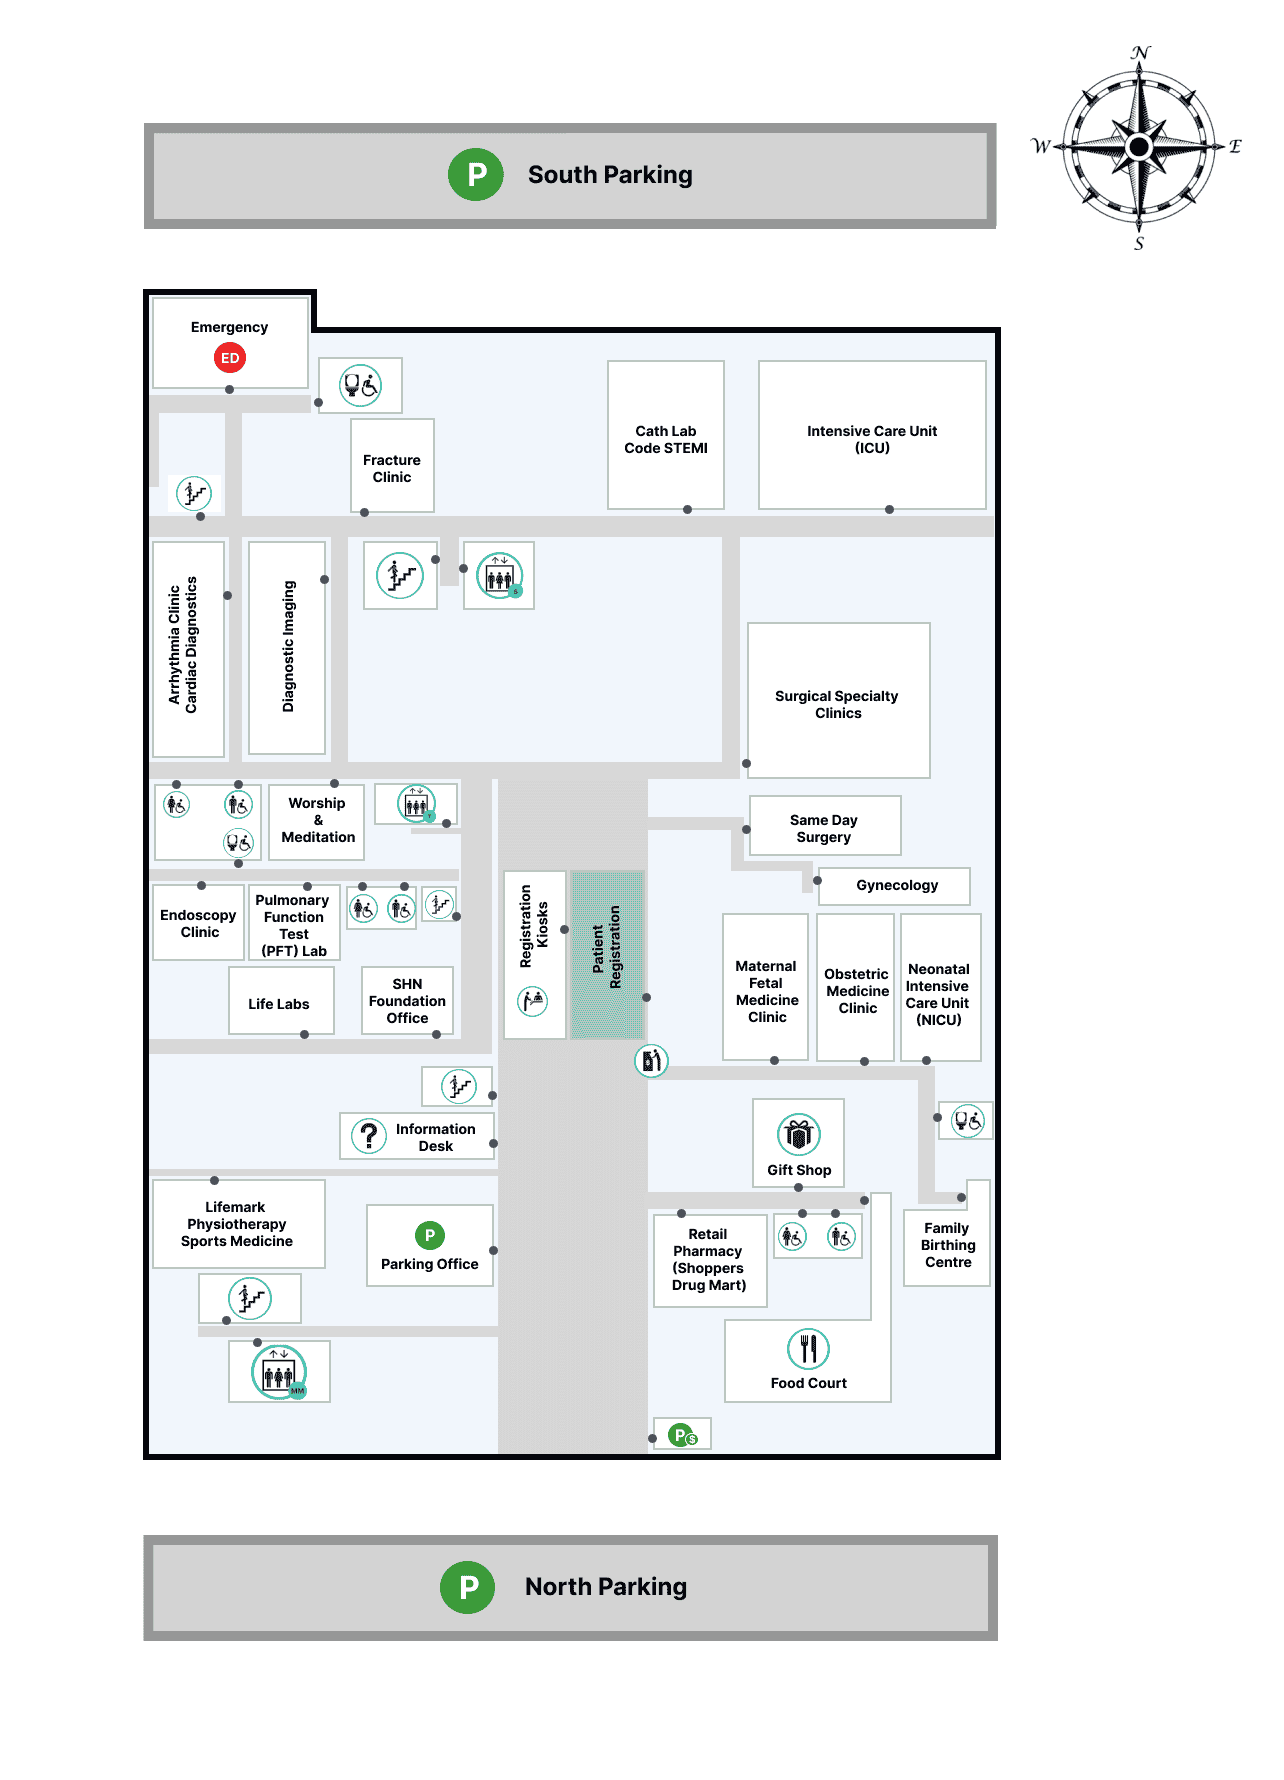 N
W
E
S
P
South Parking
Emergency
ED
Fracture
Clinic
Cath Lab
Code STEMI
Intensive Care Unit
(ICU)
Arrhythmia Clinic
Cardiac Diagnostics
Diagnostic Imaging
S
Surgical Specialty
Clinics
Worship
&
Meditation
Same Day
Surgery
Gynecology
Endoscopy
Clinic
Pulmonary
Function
Test
(PFT) Lab
Registration
Kiosks
Patient
Registration
Life Labs
SHN
Foundation
Office
Maternal
Fetal
Medicine
Clinic
Obstetric
Medicine
Clinic
Neonatal
Intensive
Care Unit
(NICU)
?
Information
Desk
Gift Shop
Lifemark
Physiotherapy
Sports Medicine
P
Parking Office
Retail
Pharmacy
(Shoppers
Drug Mart)
Family
Birthing
Centre
MM
Food Court
P
$
P
North Parking